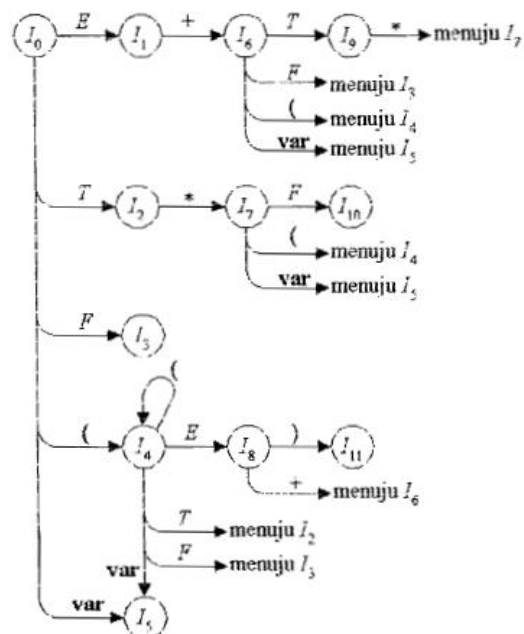 I₀ E I₁ + I₆ T I₉ * menuju I₇
F menuju I₃
( menuju I₄
var menuju I₅
T I₂ * I₇ F I₁₀
( menuju I₄
var menuju I₅
F I₃
(
( I₄ E I₈ ) I₁₁
+ menuju I₆
T menuju I₂
F menuju I₃
var
var I₅